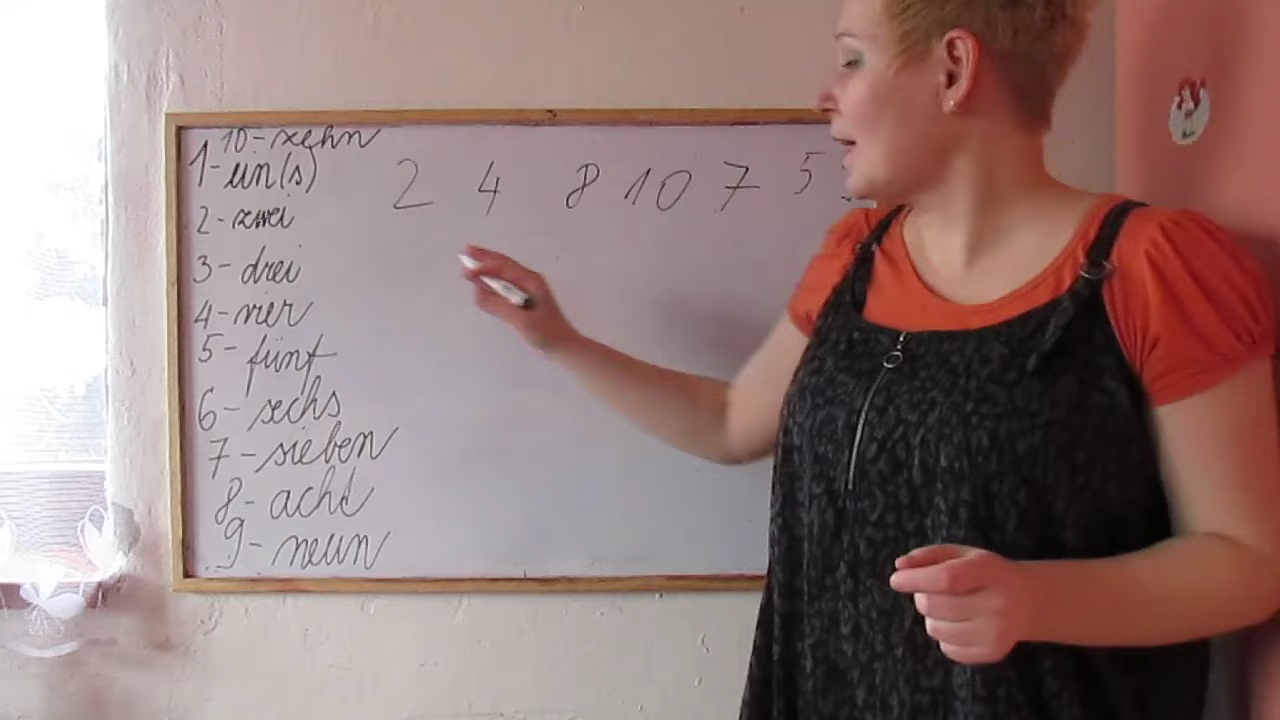 10 - zehn
1 - ein(s)
2 - zwei
3 - drei
4 - vier
5 - fünf
6 - sechs
7 - sieben
8 - acht
9 - neun
2 4 8 10 7 5